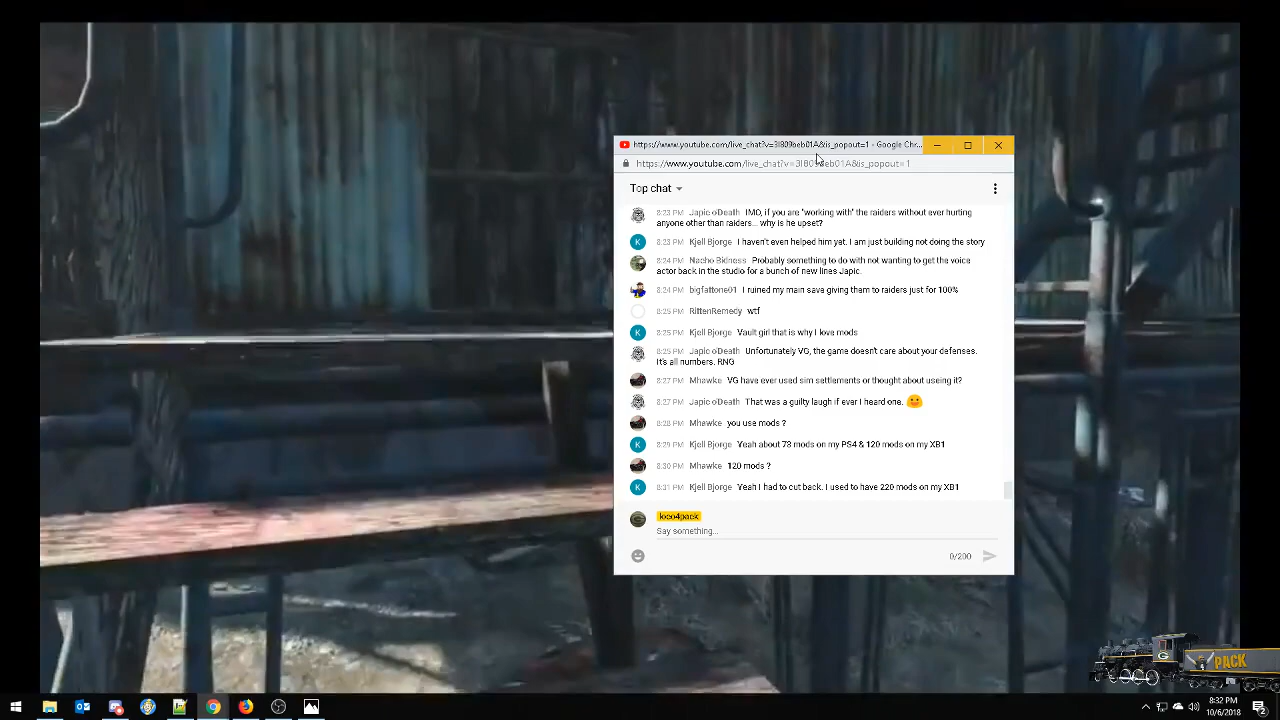 https://www.youtube.com/live_chat?v=3I809beb01A&is_popout=1 - Google Chr...
https://www.youtube.com/live_chat?v=3I809beb01A&is_popout=1
Top chat
8:23 PM Japic o'Death IMO, if you are "working with" the raiders without ever hurting
anyone other than raiders... why is he upset?
8:23 PM Kjell Bjorge I haven't even helped him yet. I am just building not doing the story
8:24 PM Nacho Bidness Probably something to do with not wanting to get the voice
actor back in the studio for a bunch of new lines Japic.
8:24 PM bigfattone01 I ruined my main save giving them to raiders just for 100%
8:25 PM RittenRemedy wtf
8:25 PM Kjell Bjorge Vault girl that is why I love mods
8:25 PM Japic o'Death Unfortunately VG, the game doesn't care about your defenses.
It's all numbers. RNG
8:27 PM Mhawke VG have ever used sim settlements or thought about useing it?
8:27 PM Japic o'Death That was a guilty laugh if ever I heard one.
8:28 PM Mhawke you use mods ?
8:29 PM Kjell Bjorge Yeah about 73 mods on my PS4 & 120 mods on my XB1
8:30 PM Mhawke 120 mods ?
8:31 PM Kjell Bjorge Yeah I had to cut back. I used to have 220 mods on my XB1
loco4pack
Say something...
0/200
G PACK
8:32 PM
10/6/2018
2